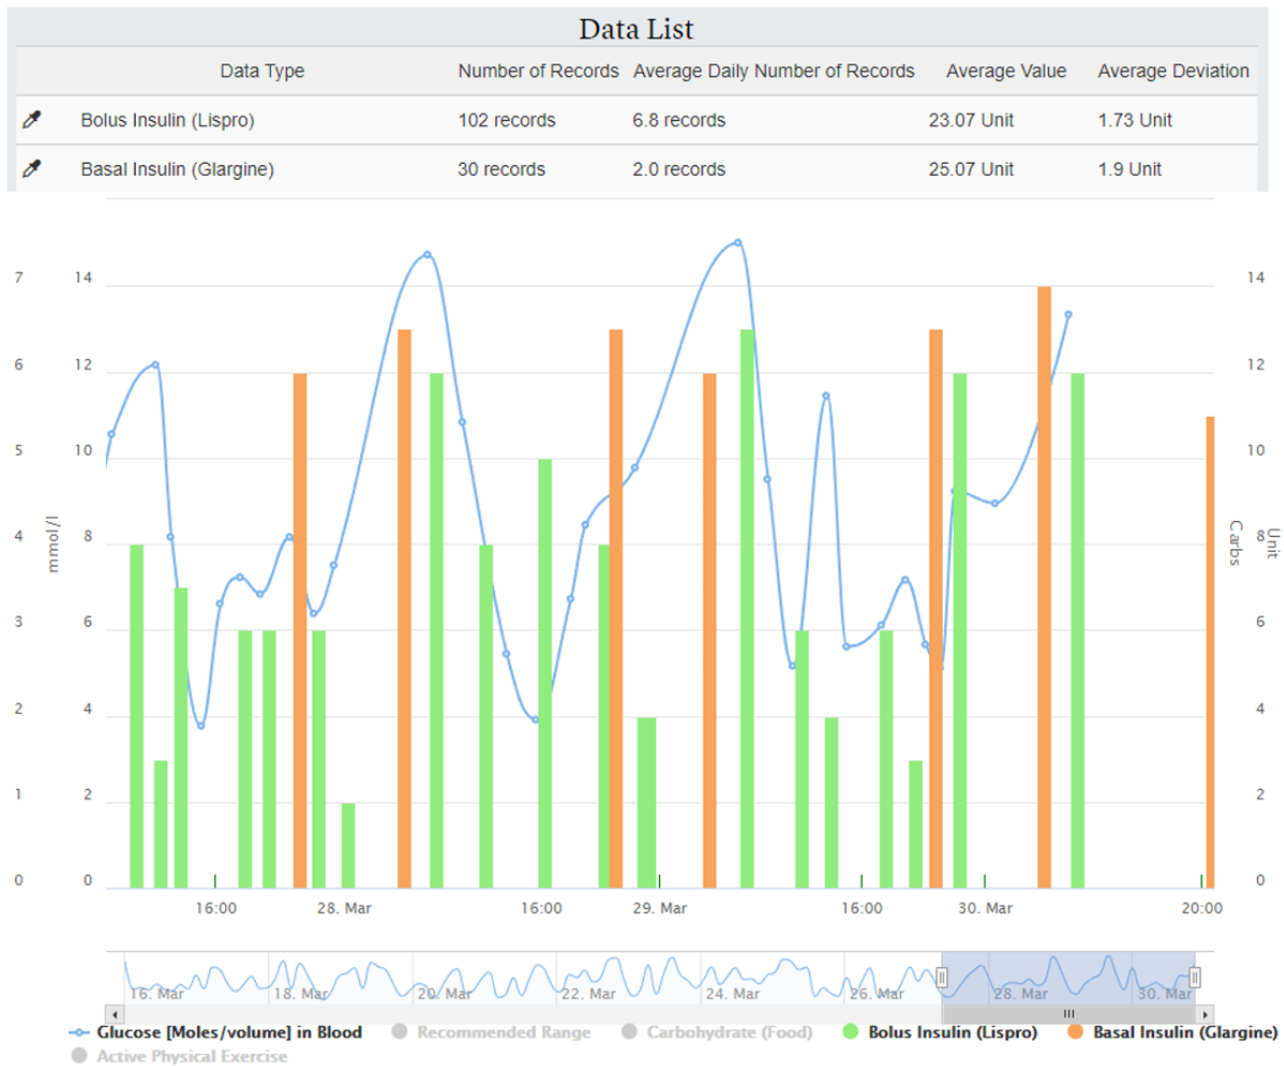 Data List
Data Type Number of Records Average Daily Number of Records Average Value Average Deviation
Bolus Insulin (Lispro) 102 records 6.8 records 23.07 Unit 1.73 Unit
Basal Insulin (Glargine) 30 records 2.0 records 25.07 Unit 1.9 Unit
7 14 14
6 12 12
5 10 10
mmol/l
4 8 8
Carbs
Unit
3 6 6
2 4 4
1 2 2
0 0 0
16:00 28. Mar 16:00 29. Mar 16:00 30. Mar 20:00
16. Mar 18. Mar 20. Mar 22. Mar 24. Mar 26. Mar 28. Mar 30. Mar
Glucose [Moles/volume] in Blood Recommended Range Carbohydrate (Food) Bolus Insulin (Lispro) Basal Insulin (Glargine)
Active Physical Exercise